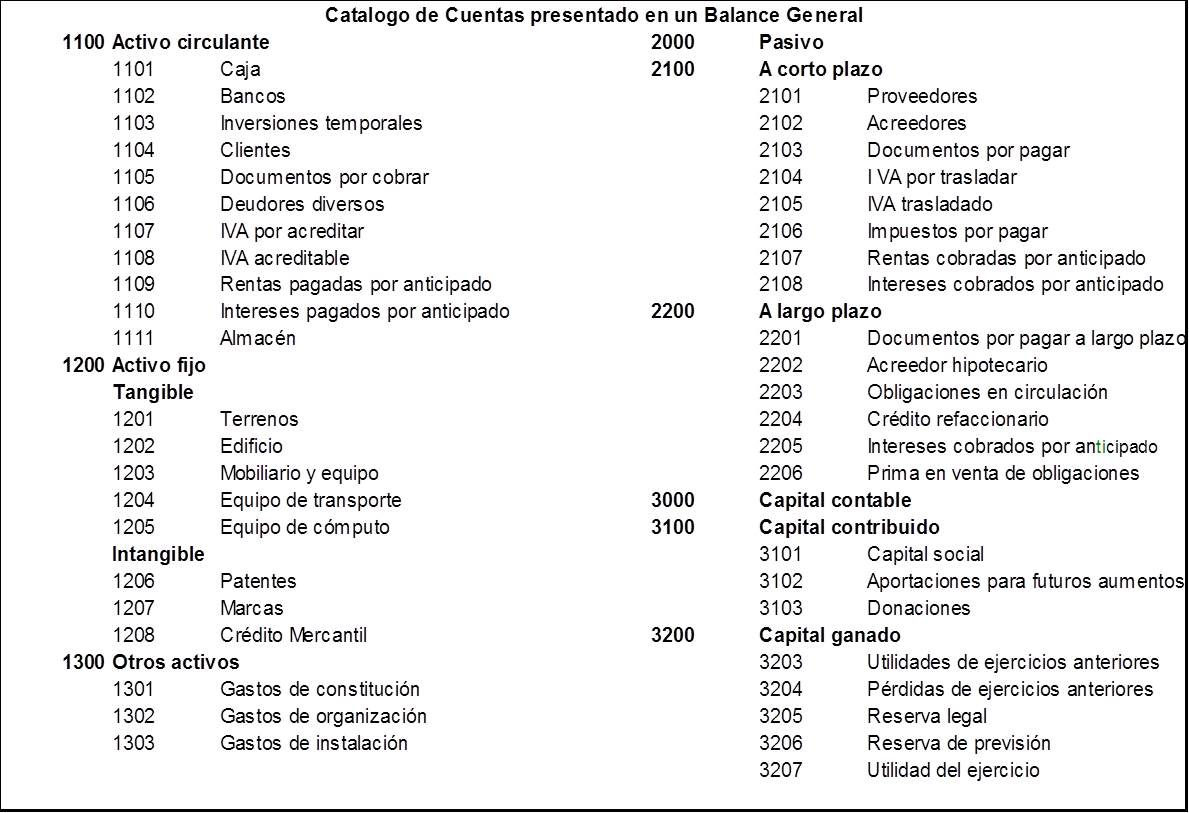 Catalogo de Cuentas presentado en un Balance General
1100 Activo circulante
1101 Caja
1102 Bancos
1103 Inversiones temporales
1104 Clientes
1105 Documentos por cobrar
1106 Deudores diversos
1107 IVA por acreditar
1108 IVA acreditable
1109 Rentas pagadas por anticipado
1110 Intereses pagados por anticipado
1111 Almacén
1200 Activo fijo
Tangible
1201 Terrenos
1202 Edificio
1203 Mobiliario y equipo
1204 Equipo de transporte
1205 Equipo de cómputo
Intangible
1206 Patentes
1207 Marcas
1208 Crédito Mercantil
1300 Otros activos
1301 Gastos de constitución
1302 Gastos de organización
1303 Gastos de instalación
2000 Pasivo
2100 A corto plazo
2101 Proveedores
2102 Acreedores
2103 Documentos por pagar
2104 I VA por trasladar
2105 IVA trasladado
2106 Impuestos por pagar
2107 Rentas cobradas por anticipado
2108 Intereses cobrados por anticipado
2200 A largo plazo
2201 Documentos por pagar a largo plazo
2202 Acreedor hipotecario
2203 Obligaciones en circulación
2204 Crédito refaccionario
2205 Intereses cobrados por anticipado
2206 Prima en venta de obligaciones
3000 Capital contable
3100 Capital contribuido
3101 Capital social
3102 Aportaciones para futuros aumentos
3103 Donaciones
3200 Capital ganado
3203 Utilidades de ejercicios anteriores
3204 Pérdidas de ejercicios anteriores
3205 Reserva legal
3206 Reserva de previsión
3207 Utilidad del ejercicio